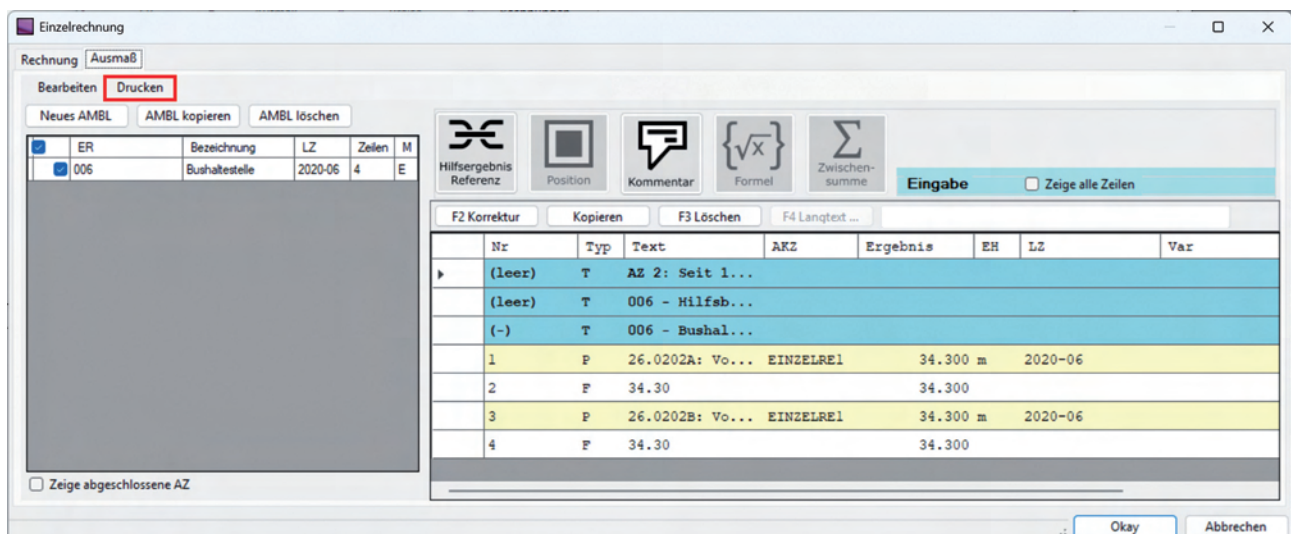 Einzelrechnung
Rechnung Ausmaß
Bearbeiten Drucken
Neues AMBL AMBL kopieren AMBL löschen
ER Bezeichnung LZ Zeilen M
006 Bushaltestelle 2020-06 4 E
Zeige abgeschlossene AZ
Hilfsergebnis Referenz
Position
Kommentar
Formel
Zwischen-
summe
Eingabe Zeige alle Zeilen
F2 Korrektur Kopieren F3 Löschen F4 Langtext ...
Nr Typ Text AKZ Ergebnis EH LZ Var
(leer) T AZ 2: Seit 1...
(leer) T 006 - Hilfsb...
(-) T 006 - Bushal...
1 P 26.0202A: Vo... EINZELRE1 34.300 m 2020-06
2 F 34.30 34.300
3 P 26.0202B: Vo... EINZELRE1 34.300 m 2020-06
4 F 34.30 34.300
Okay Abbrechen